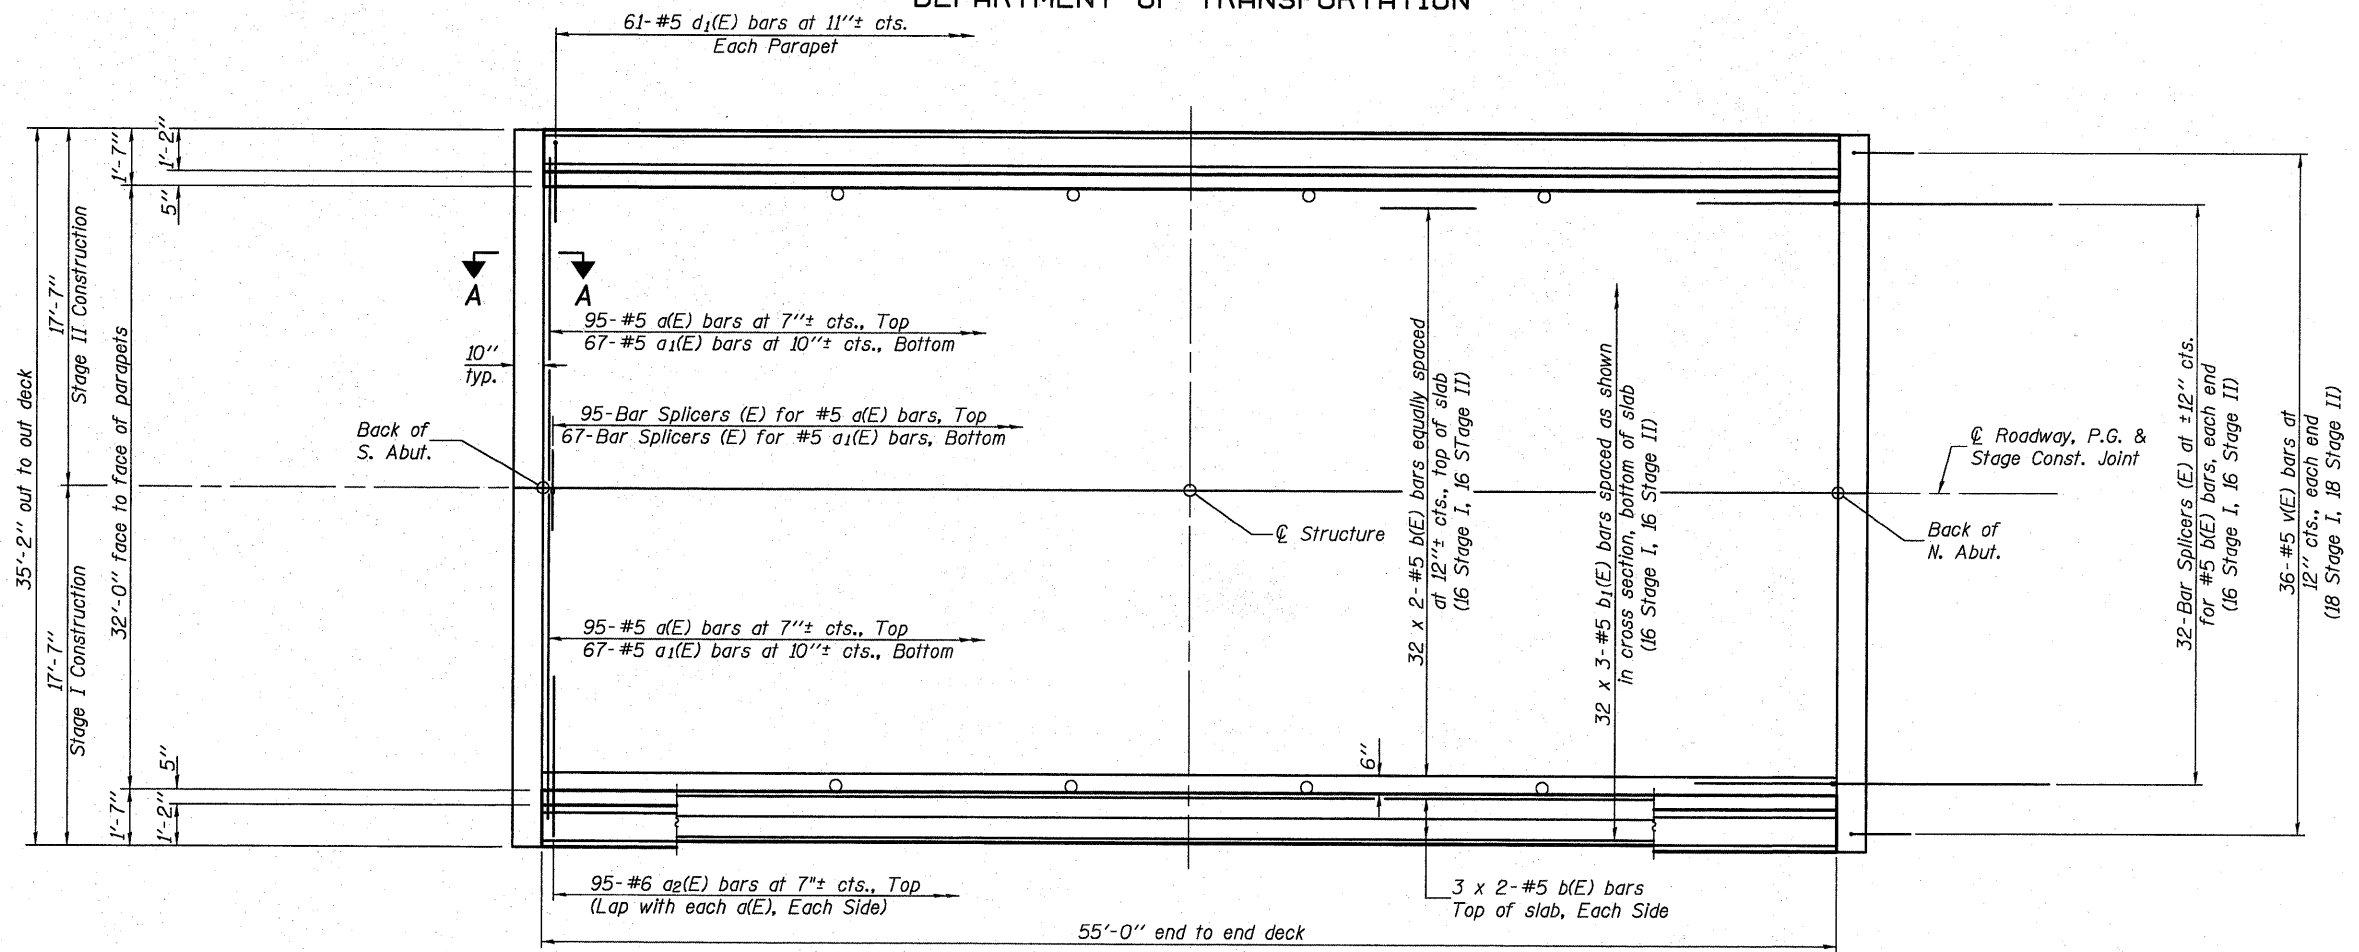 DEPARTMENT OF TRANSPORTATION
61-#5 d1(E) bars at 11"± cts.
Each Parapet
1'-7"
1'-2"
5"
35'-2" out to out deck
17'-7"
Stage II Construction
32'-0" face to face of parapets
17'-7"
Stage I Construction
5"
1'-7"
1'-2"
A
A
10"
typ.
95-#5 a(E) bars at 7"± cts., Top
67-#5 a1(E) bars at 10"± cts., Bottom
95-Bar Splicers (E) for #5 a(E) bars, Top
67-Bar Splicers (E) for #5 a1(E) bars, Bottom
Back of
S. Abut.
℄ Structure
95-#5 a(E) bars at 7"± cts., Top
67-#5 a1(E) bars at 10"± cts., Bottom
32 x 2-#5 b(E) bars equally spaced
at 12"± cts., top of slab
(16 Stage I, 16 STage II)
32 x 3-#5 b1(E) bars spaced as shown
in cross section, bottom of slab
(16 Stage I, 16 Stage II)
6"
℄ Roadway, P.G. &
Stage Const. Joint
Back of
N. Abut.
32-Bar Splicers (E) at ±12" cts.
for #5 b(E) bars, each end
(16 Stage I, 16 Stage II)
36-#5 v(E) bars at
12" cts., each end
(18 Stage I, 18 Stage II)
95-#6 a2(E) bars at 7"± cts., Top
(Lap with each a(E), Each Side)
3 x 2-#5 b(E) bars
Top of slab, Each Side
55'-0" end to end deck